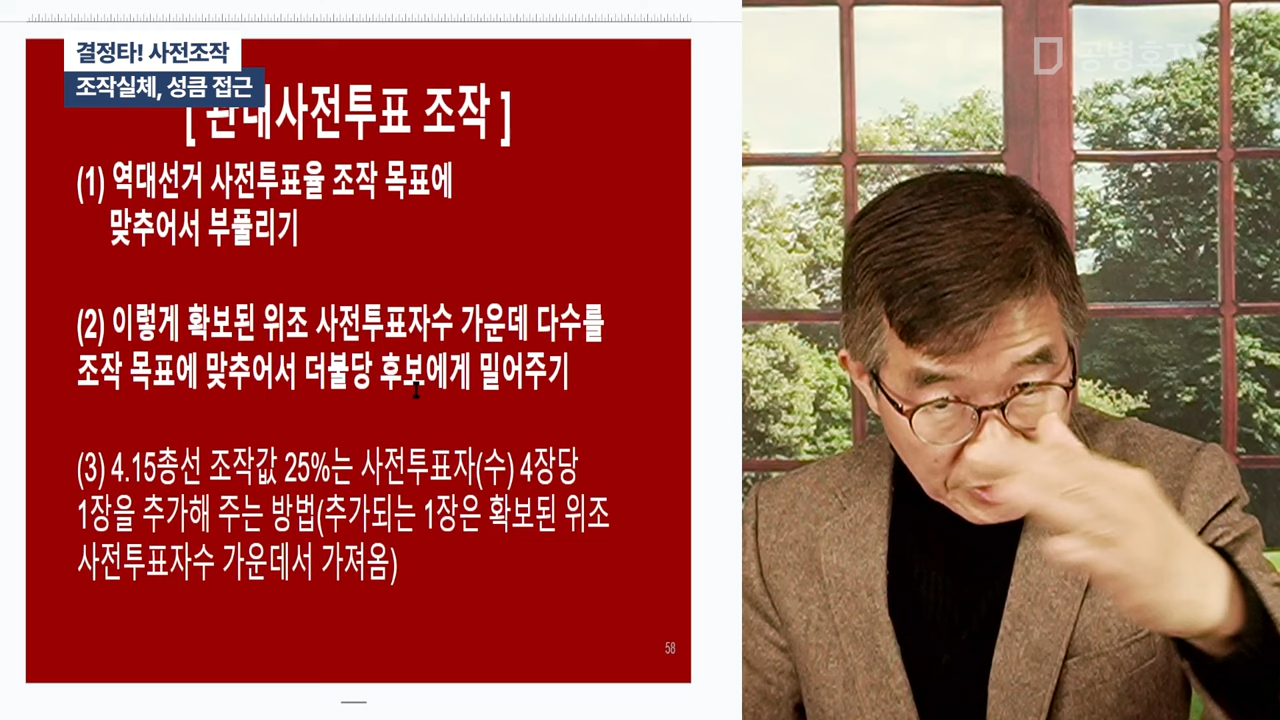 결정타! 사전조작
조작실체, 성큼 접근
공병호TV
[ 관내사전투표 조작 ]
(1) 역대선거 사전투표율 조작 목표에
맞추어서 부풀리기
(2) 이렇게 확보된 위조 사전투표자수 가운데 다수를
조작 목표에 맞추어서 더불당 후보에게 밀어주기
(3) 4.15총선 조작값 25%는 사전투표자(수) 4장당
1장을 추가해 주는 방법(추가되는 1장은 확보된 위조
사전투표자수 가운데서 가져옴)
58